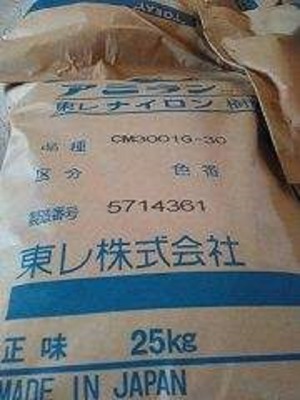 アミラン
東レナイロン 樹脂
品種 CM3001G-30
区分 色番
製造番号 5714361
東レ株式会社
正味 25kg
MADE IN JAPAN